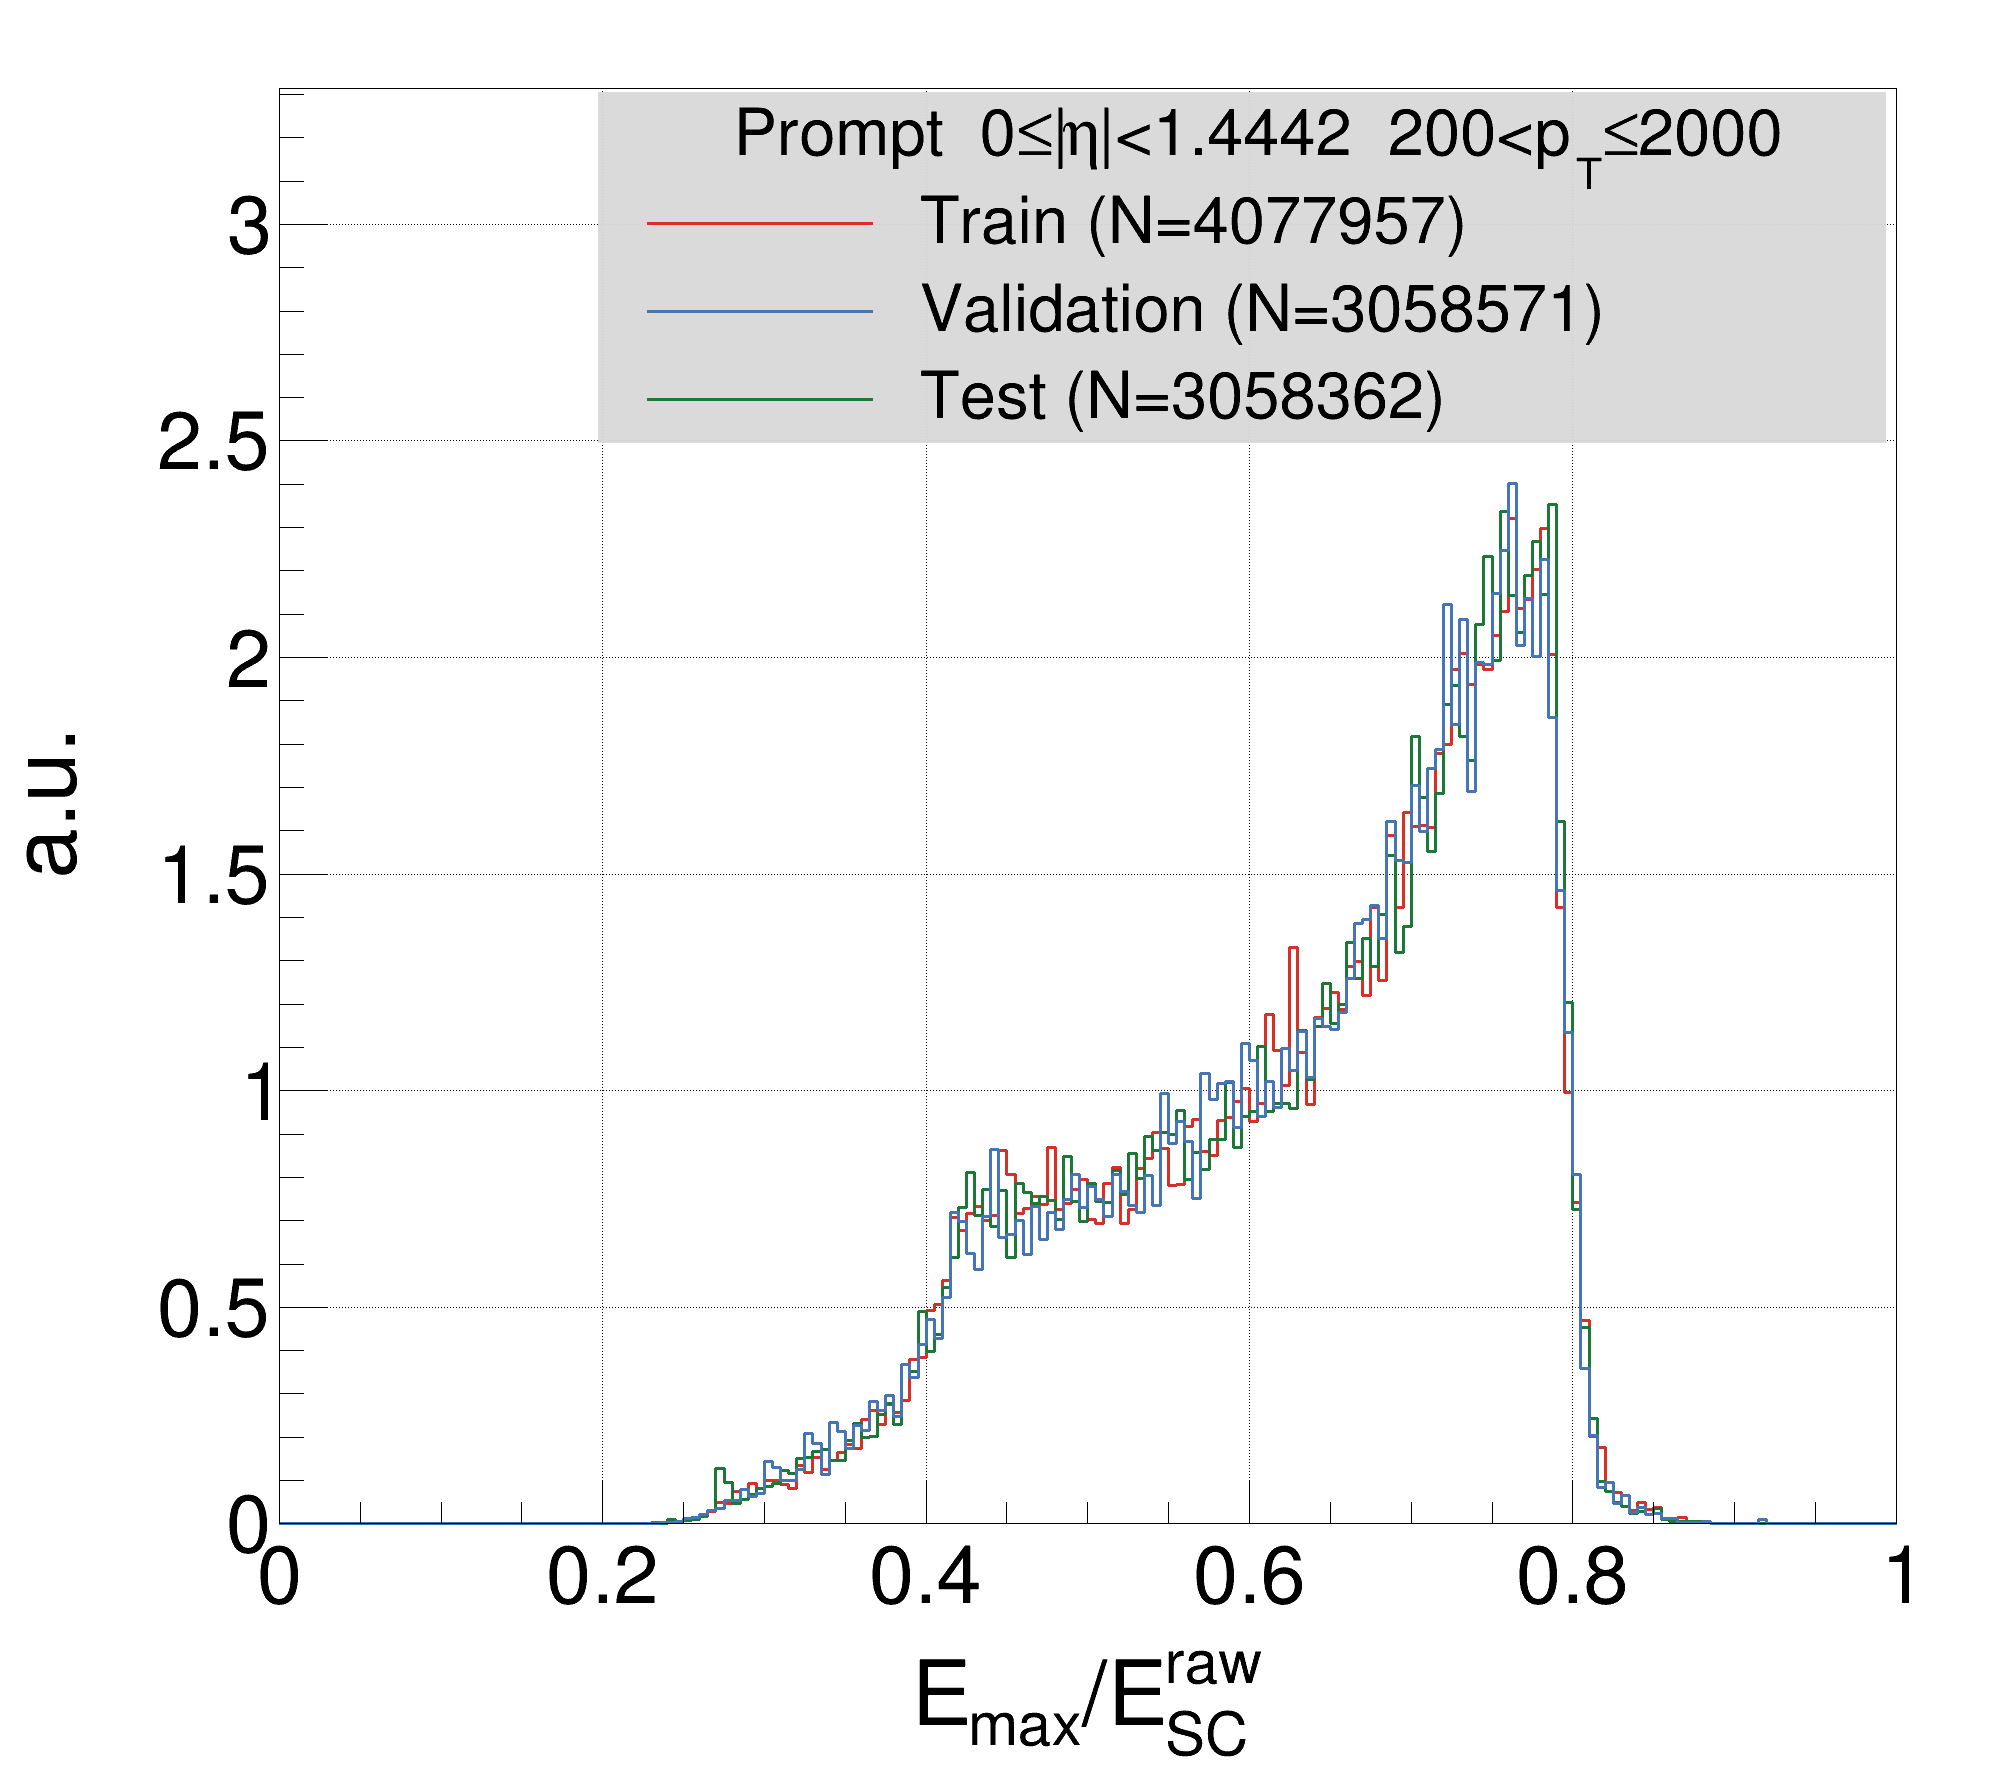 Prompt 0≤|η|<1.4442 200<p_T≤2000
Train (N=4077957)
Validation (N=3058571)
Test (N=3058362)
3
2.5
2
1.5
1
0.5
0
a.u.
0 0.2 0.4 0.6 0.8 1
E_max/E_SC^raw